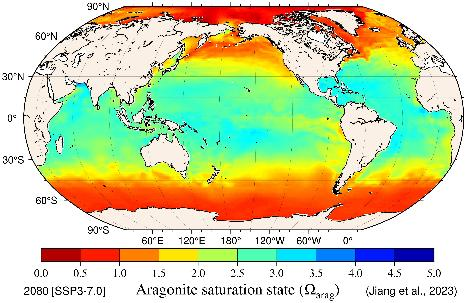 90°N
60°N
30°N
0°
30°S
60°S
90°S
60°E 120°E 180° 120°W 60°W 0°
0.0 0.5 1.0 1.5 2.0 2.5 3.0 3.5 4.0 4.5 5.0
2080 [SSP3-7.0] Aragonite saturation state (Ωarag) (Jiang et al., 2023)